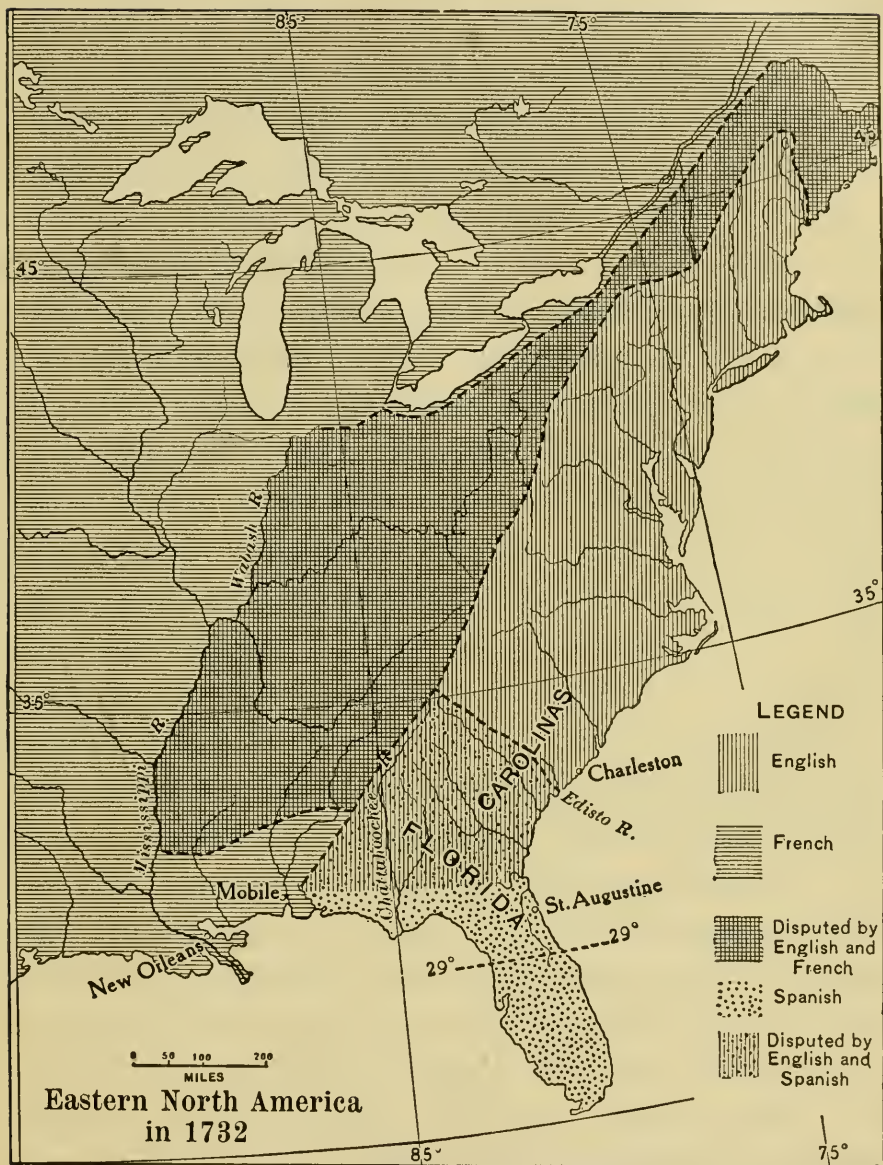 85°
75°
45°
45°
Wabash R.
35°
35°
Mississippi R.
Chattahoochee R.
CAROLINAS
FLORIDA
Charleston
Edisto R.
Mobile
St. Augustine
New Orleans
29°
29°
LEGEND
English
French
Disputed by
English and
French
Spanish
Disputed by
English and
Spanish
0 50 100 200
MILES
Eastern North America
in 1732
85°
75°